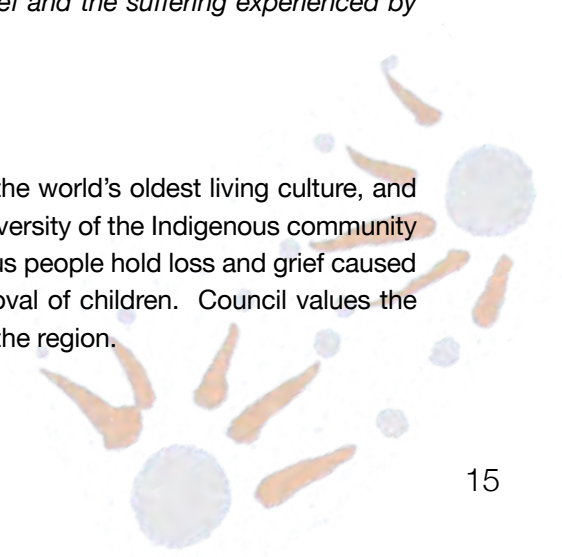 ef and the suffering experienced by
the world's oldest living culture, and
versity of the Indigenous community
us people hold loss and grief caused
oval of children. Council values the
the region.
15